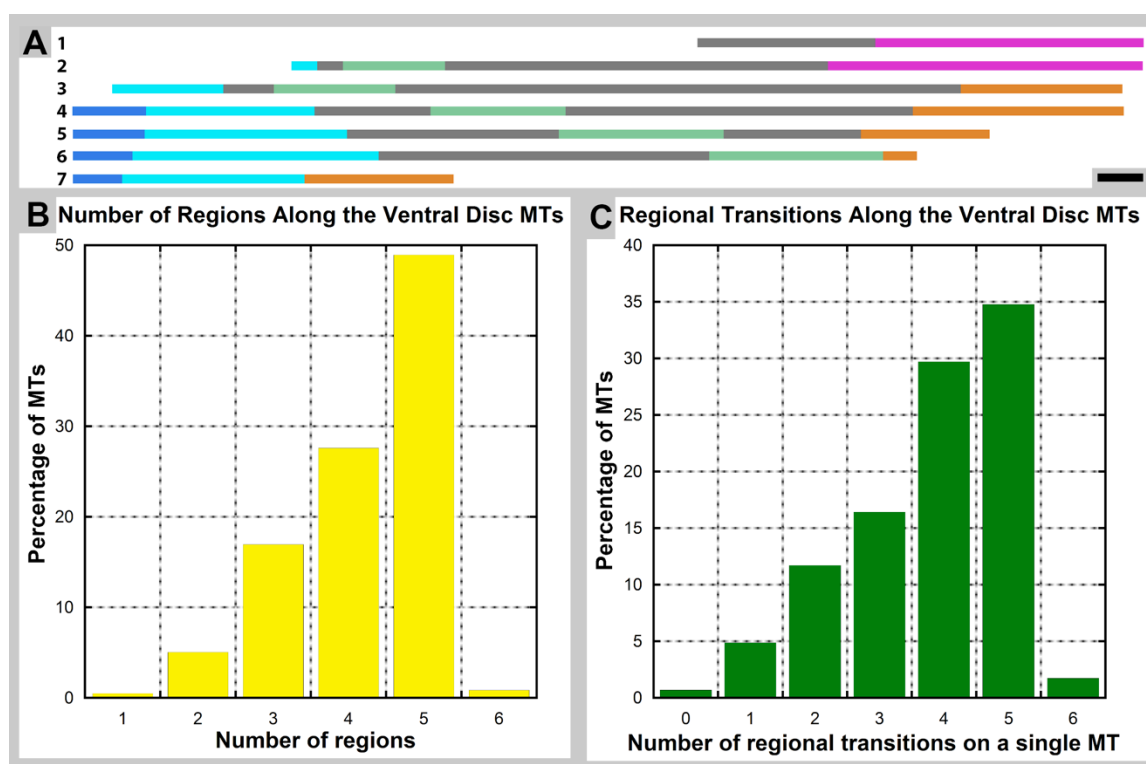 A
1
2
3
4
5
6
7
B Number of Regions Along the Ventral Disc MTs
50
40
30
20
10
0
Percentage of MTs
1 2 3 4 5 6
Number of regions
C Regional Transitions Along the Ventral Disc MTs
40
35
30
25
20
15
10
5
0
Percentage of MTs
0 1 2 3 4 5 6
Number of regional transitions on a single MT